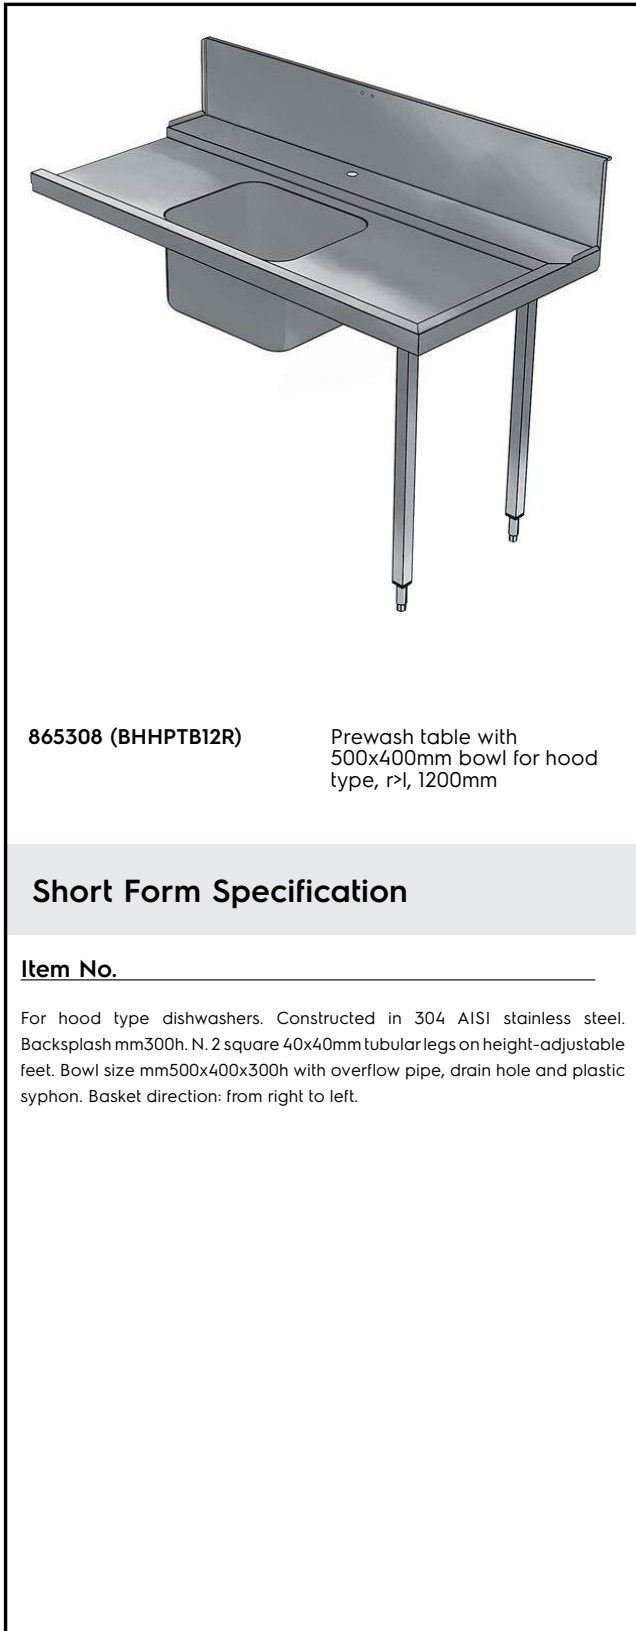 865308 (BHHPTB12R)
Prewash table with
500x400mm bowl for hood
type, r>l, 1200mm
Short Form Specification
Item No.
For hood type dishwashers. Constructed in 304 AISI stainless steel.
Backsplash mm300h. N. 2 square 40x40mm tubular legs on height-adjustable
feet. Bowl size mm500x400x300h with overflow pipe, drain hole and plastic
syphon. Basket direction: from right to left.